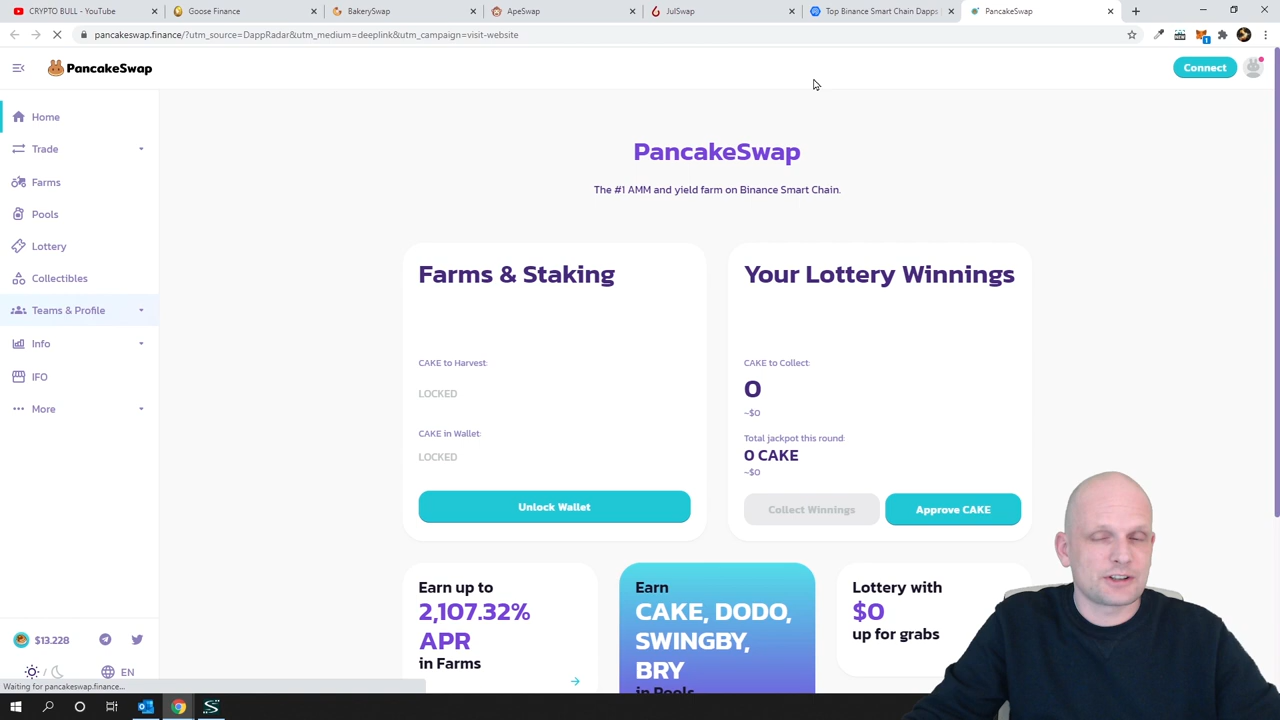 CRYPTO BULL - YouTube
Goose Finance
BakerySwap
ApeSwap
JulSwap
Top Binance Smart Chain Dapps
PancakeSwap
pancakeswap.finance/?utm_source=DappRadar&utm_medium=deeplink&utm_campaign=visit-website
PancakeSwap
Connect
Home
Trade
Farms
Pools
Lottery
Collectibles
Teams & Profile
Info
IFO
More
$13.228
EN
PancakeSwap
The #1 AMM and yield farm on Binance Smart Chain.
Farms & Staking
CAKE to Harvest:
LOCKED
CAKE in Wallet:
LOCKED
Unlock Wallet
Your Lottery Winnings
CAKE to Collect:
0
~$0
Total jackpot this round:
0 CAKE
~$0
Collect Winnings
Approve CAKE
Earn up to
2,107.32%
APR
in Farms
Earn
CAKE, DODO,
SWINGBY,
BRY
in Pools
Lottery with
$0
up for grabs
Waiting for pancakeswap.finance...